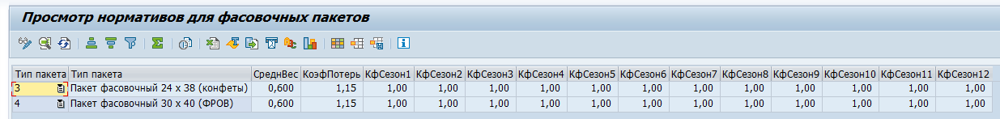 Просмотр нормативов для фасовочных пакетов
Тип пакета Тип пакета СреднВес КоэфПотерь КфСезон1 КфСезон2 КфСезон3 КфСезон4 КфСезон5 КфСезон6 КфСезон7 КфСезон8 КфСезон9 КфСезон10 КфСезон11 КфСезон12
3 Пакет фасовочный 24 x 38 (конфеты) 0,600 1,15 1,00 1,00 1,00 1,00 1,00 1,00 1,00 1,00 1,00 1,00 1,00 1,00
4 Пакет фасовочный 30 x 40 (ФРОВ) 0,600 1,15 1,00 1,00 1,00 1,00 1,00 1,00 1,00 1,00 1,00 1,00 1,00 1,00